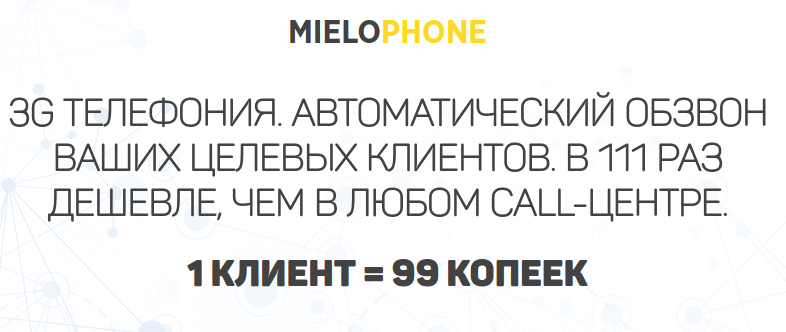 MIELOPHONE
3G ТЕЛЕФОНИЯ. АВТОМАТИЧЕСКИЙ ОБЗВОН
ВАШИХ ЦЕЛЕВЫХ КЛИЕНТОВ. В 111 РАЗ
ДЕШЕВЛЕ, ЧЕМ В ЛЮБОМ CALL-ЦЕНТРЕ.
1 КЛИЕНТ = 99 КОПЕЕК